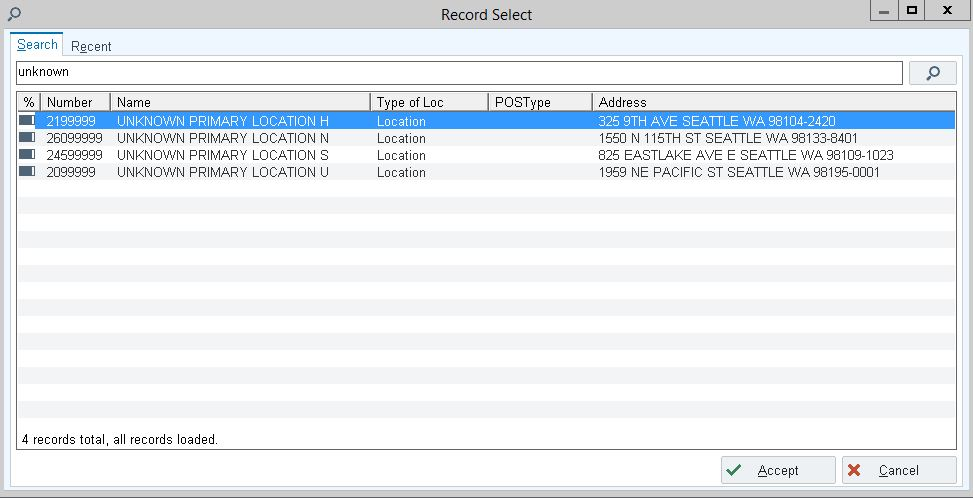 Record Select
Search Recent
unknown
% Number Name Type of Loc POSType Address
2199999 UNKNOWN PRIMARY LOCATION H Location 325 9TH AVE SEATTLE WA 98104-2420
26099999 UNKNOWN PRIMARY LOCATION N Location 1550 N 115TH ST SEATTLE WA 98133-8401
24599999 UNKNOWN PRIMARY LOCATION S Location 825 EASTLAKE AVE E SEATTLE WA 98109-1023
2099999 UNKNOWN PRIMARY LOCATION U Location 1959 NE PACIFIC ST SEATTLE WA 98195-0001
4 records total, all records loaded.
Accept Cancel